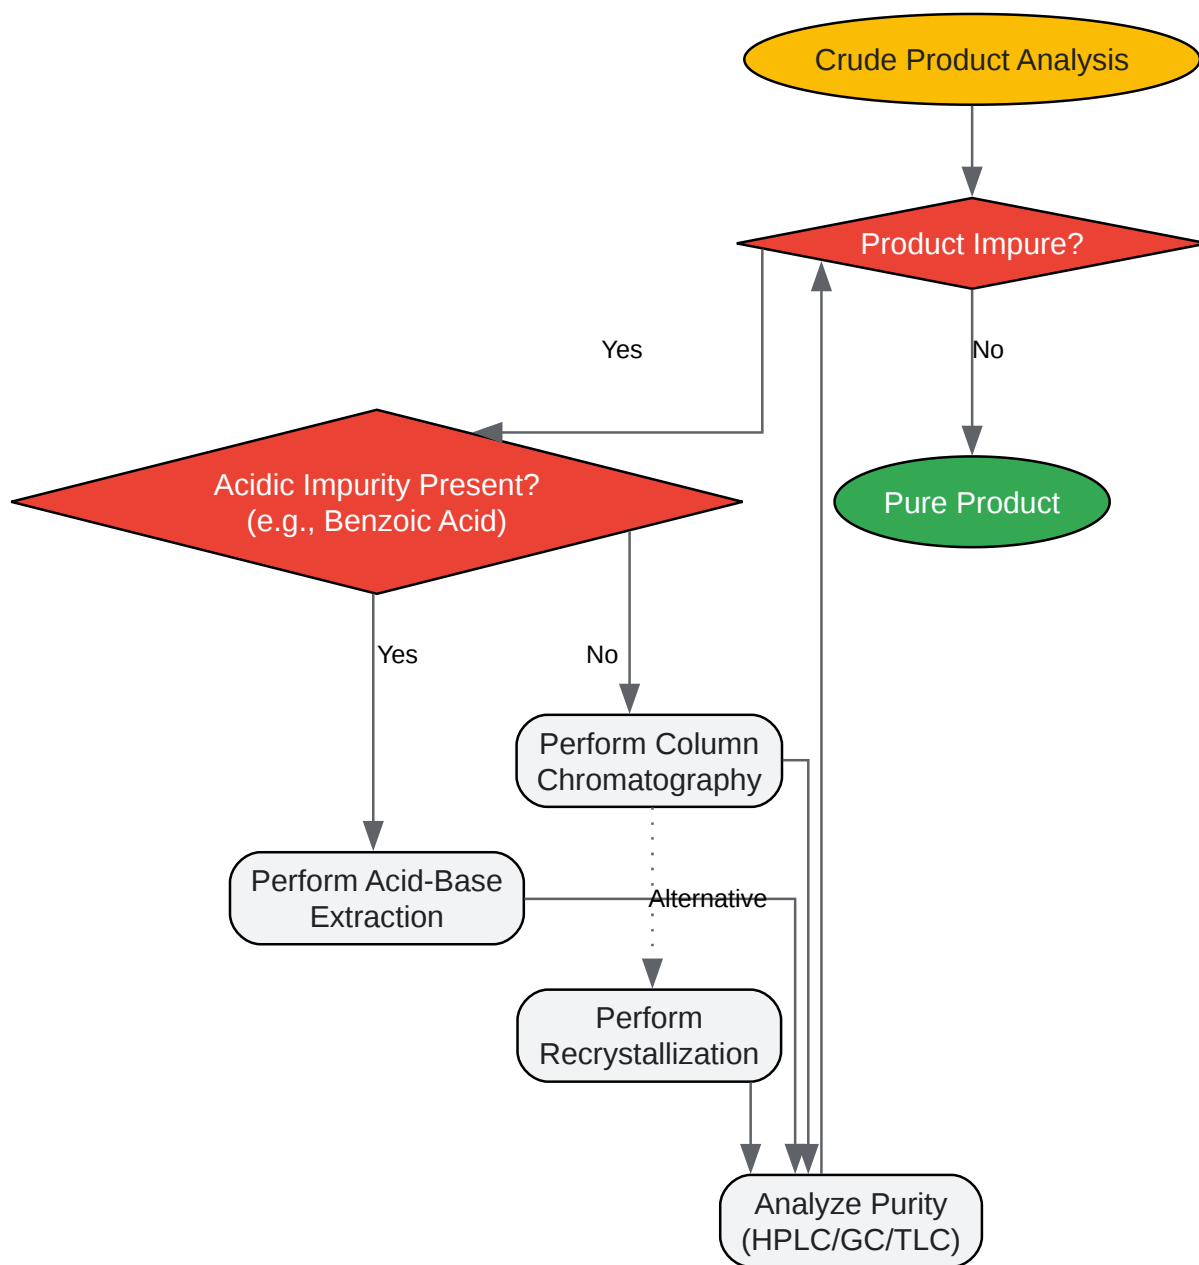 Crude Product Analysis
Product Impure?
Yes
No
Acidic Impurity Present?
(e.g., Benzoic Acid)
Pure Product
Yes
No
Perform Column
Chromatography
Perform Acid-Base
Extraction
Alternative
Perform
Recrystallization
Analyze Purity
(HPLC/GC/TLC)